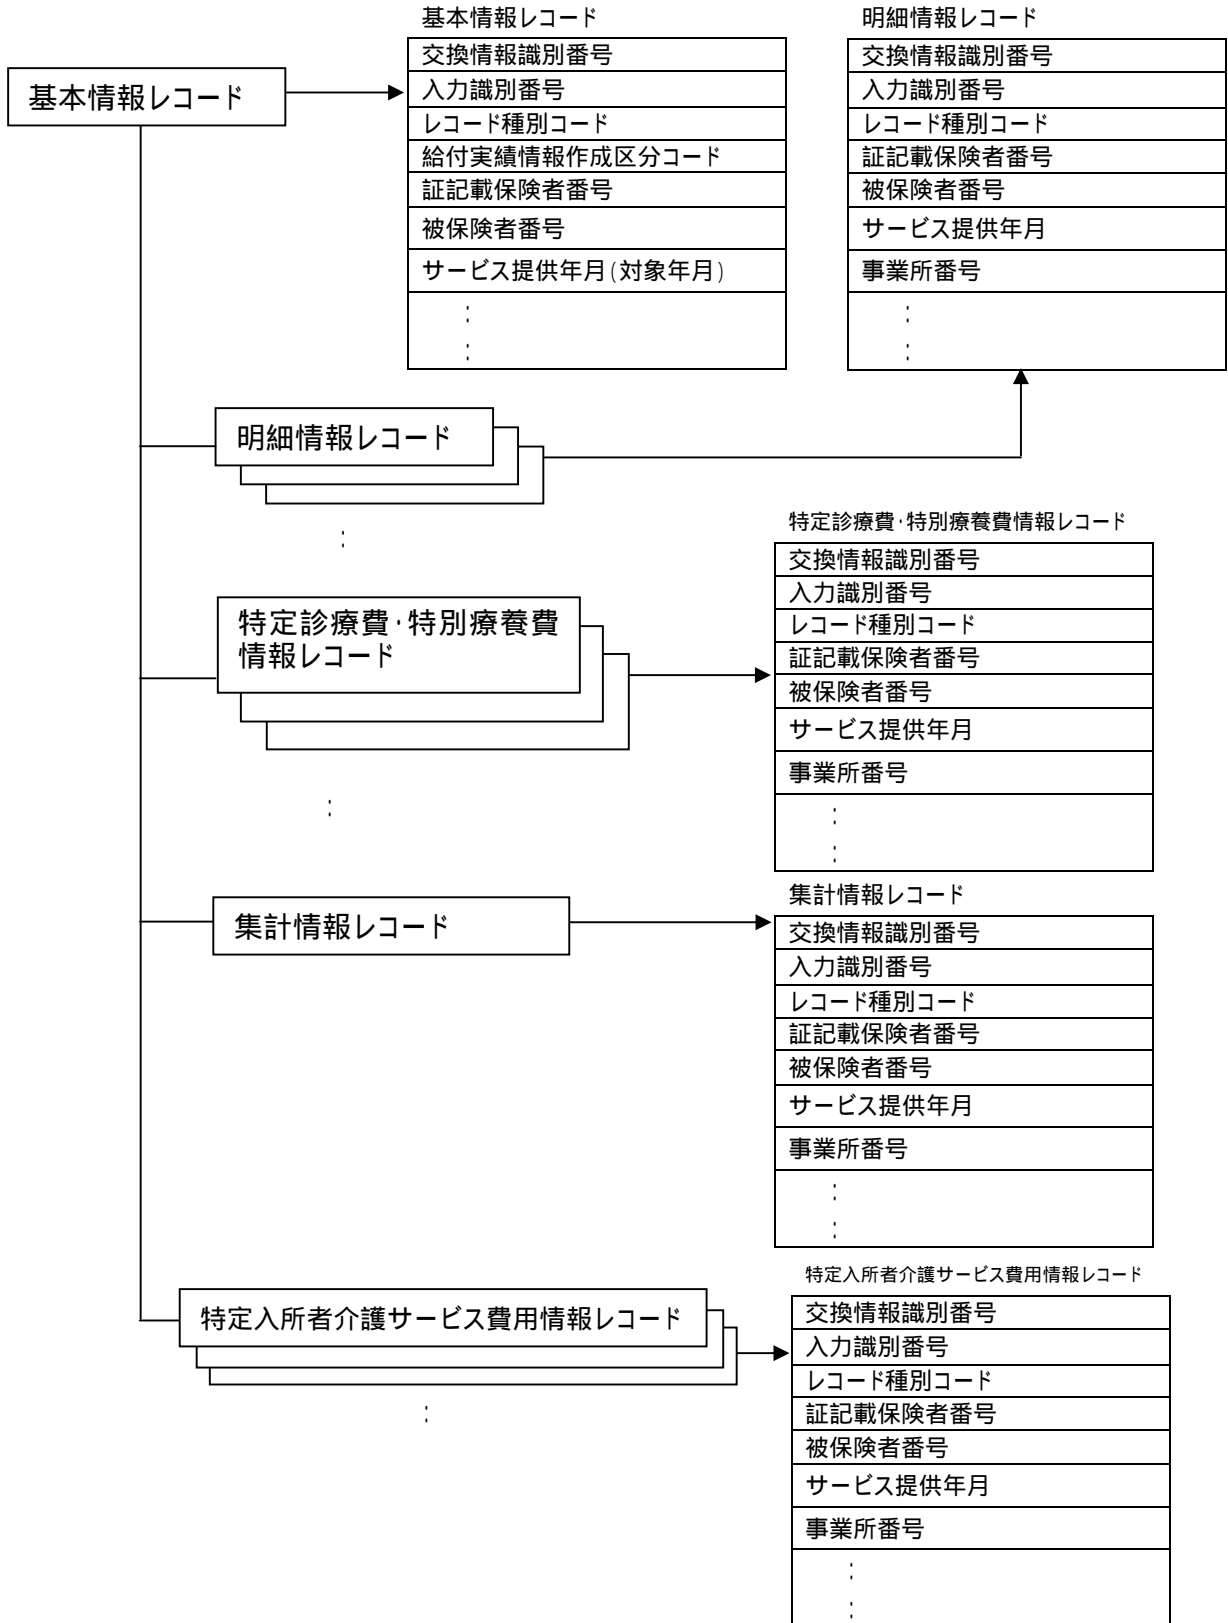 基本情報レコード
基本情報レコード
交換情報識別番号
入力識別番号
レコード種別コード
給付実績情報作成区分コード
証記載保険者番号
被保険者番号
サービス提供年月(対象年月)
:
:
明細情報レコード
交換情報識別番号
入力識別番号
レコード種別コード
証記載保険者番号
被保険者番号
サービス提供年月
事業所番号
:
:
明細情報レコード
:
特定診療費・特別療養費
情報レコード
:
特定診療費・特別療養費情報レコード
交換情報識別番号
入力識別番号
レコード種別コード
証記載保険者番号
被保険者番号
サービス提供年月
事業所番号
:
:
集計情報レコード
集計情報レコード
交換情報識別番号
入力識別番号
レコード種別コード
証記載保険者番号
被保険者番号
サービス提供年月
事業所番号
:
:
特定入所者介護サービス費用情報レコード
:
特定入所者介護サービス費用情報レコード
交換情報識別番号
入力識別番号
レコード種別コード
証記載保険者番号
被保険者番号
サービス提供年月
事業所番号
:
: